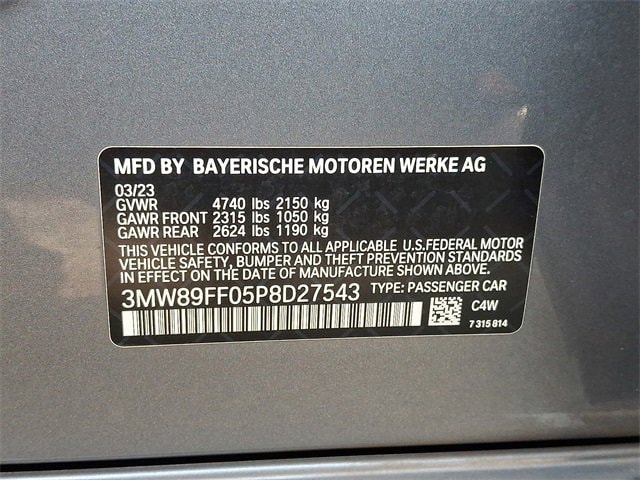 MFD BY BAYERISCHE MOTOREN WERKE AG
03/23
GVWR 4740 lbs 2150 kg
GAWR FRONT 2315 lbs 1050 kg
GAWR REAR 2624 lbs 1190 kg
THIS VEHICLE CONFORMS TO ALL APPLICABLE U.S.FEDERAL MOTOR
VEHICLE SAFETY, BUMPER, AND THEFT PREVENTION STANDARDS
IN EFFECT ON THE DATE OF MANUFACTURE SHOWN ABOVE.
3MW89FF05P8D27543 TYPE: PASSENGER CAR
C4W
7 315 814